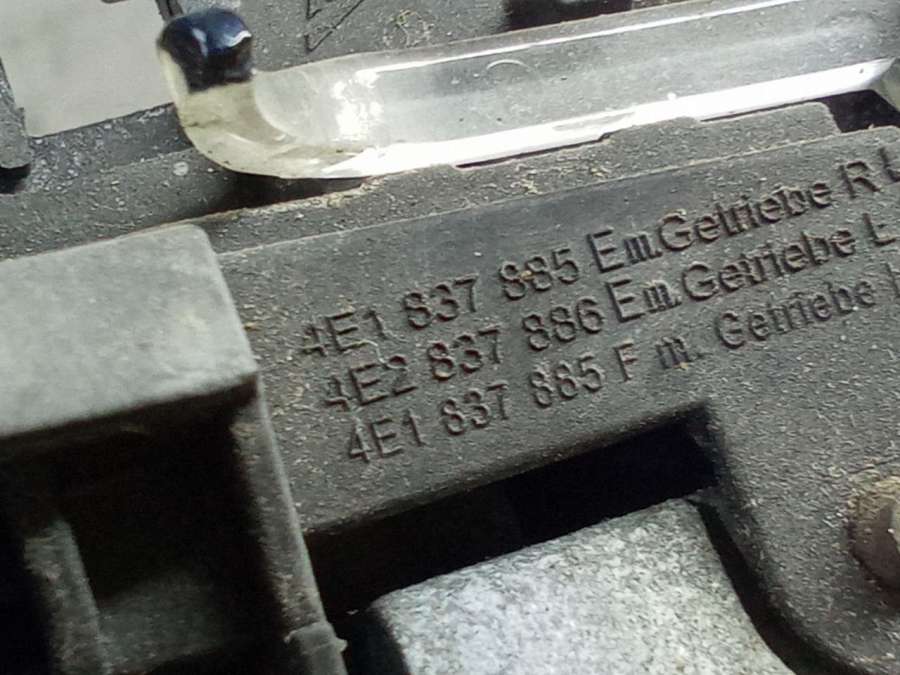 4E1 837 885 Em.Getriebe R L
4E2 837 886 Em.Getriebe L
4E1 837 885 F m. Getriebe